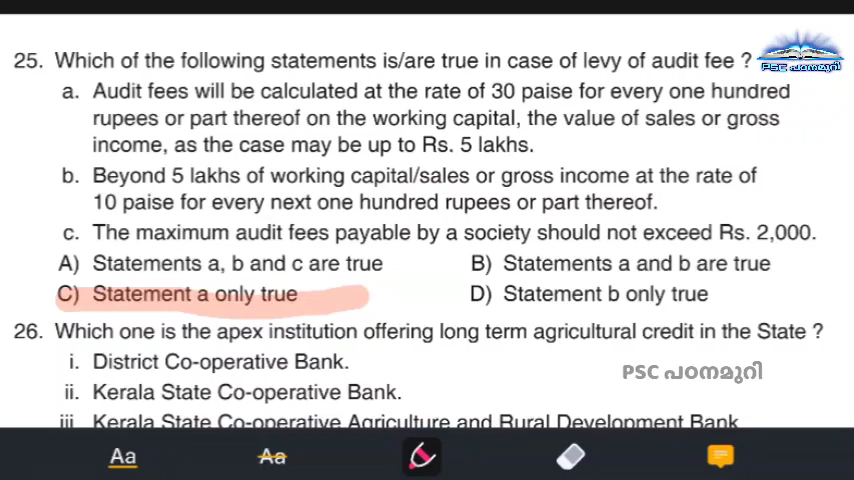 PSC പഠനമുറി
25. Which of the following statements is/are true in case of levy of audit fee ?
a. Audit fees will be calculated at the rate of 30 paise for every one hundred
rupees or part thereof on the working capital, the value of sales or gross
income, as the case may be up to Rs. 5 lakhs.
b. Beyond 5 lakhs of working capital/sales or gross income at the rate of
10 paise for every next one hundred rupees or part thereof.
c. The maximum audit fees payable by a society should not exceed Rs. 2,000.
A) Statements a, b and c are true B) Statements a and b are true
C) Statement a only true D) Statement b only true
26. Which one is the apex institution offering long term agricultural credit in the State ?
i. District Co-operative Bank.
PSC പഠനമുറി
ii. Kerala State Co-operative Bank.
iii Kerala State Co-operative Agriculture and Rural Development Bank
Aa Aa